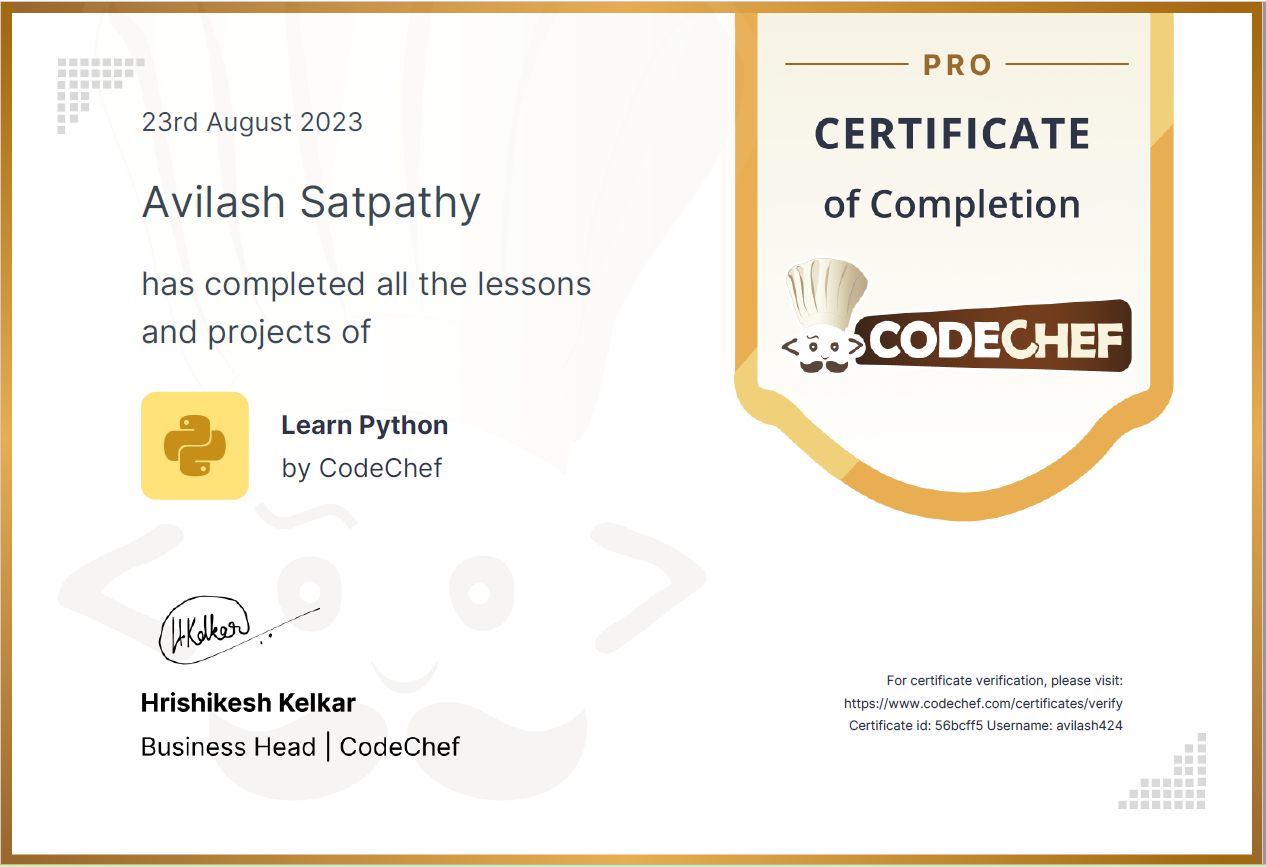 23rd August 2023
Avilash Satpathy
has completed all the lessons
and projects of
Learn Python
by CodeChef
H.Kelkar
Hrishikesh Kelkar
Business Head | CodeChef
PRO
CERTIFICATE
of Completion
CODECHEF
For certificate verification, please visit:
https://www.codechef.com/certificates/verify
Certificate id: 56bcff5 Username: avilash424